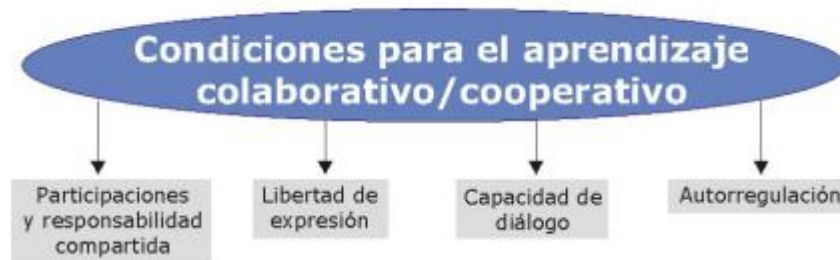 Condiciones para el aprendizaje
colaborativo/cooperativo
Participaciones
y responsabilidad
compartida
Libertad de
expresión
Capacidad de
diálogo
Autorregulación